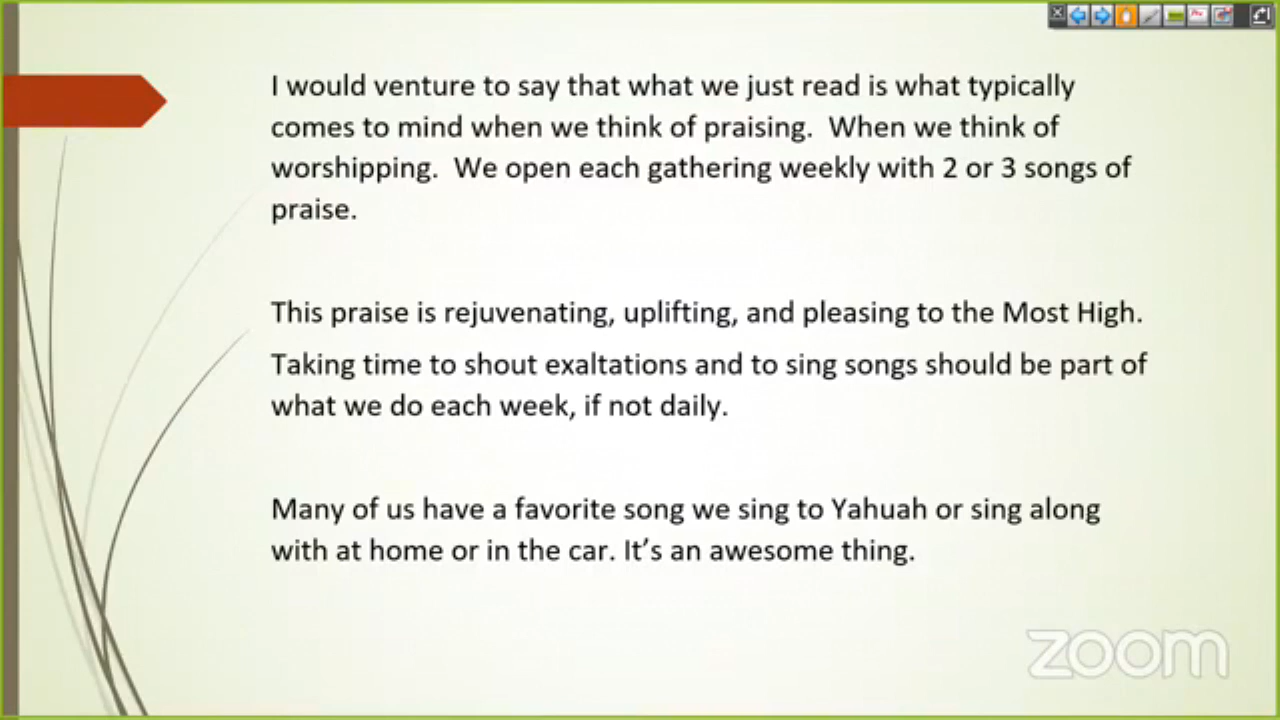 I would venture to say that what we just read is what typically
comes to mind when we think of praising.  When we think of
worshipping.  We open each gathering weekly with 2 or 3 songs of
praise.
This praise is rejuvenating, uplifting, and pleasing to the Most High.
Taking time to shout exaltations and to sing songs should be part of
what we do each week, if not daily.
Many of us have a favorite song we sing to Yahuah or sing along
with at home or in the car. It’s an awesome thing.
zoom